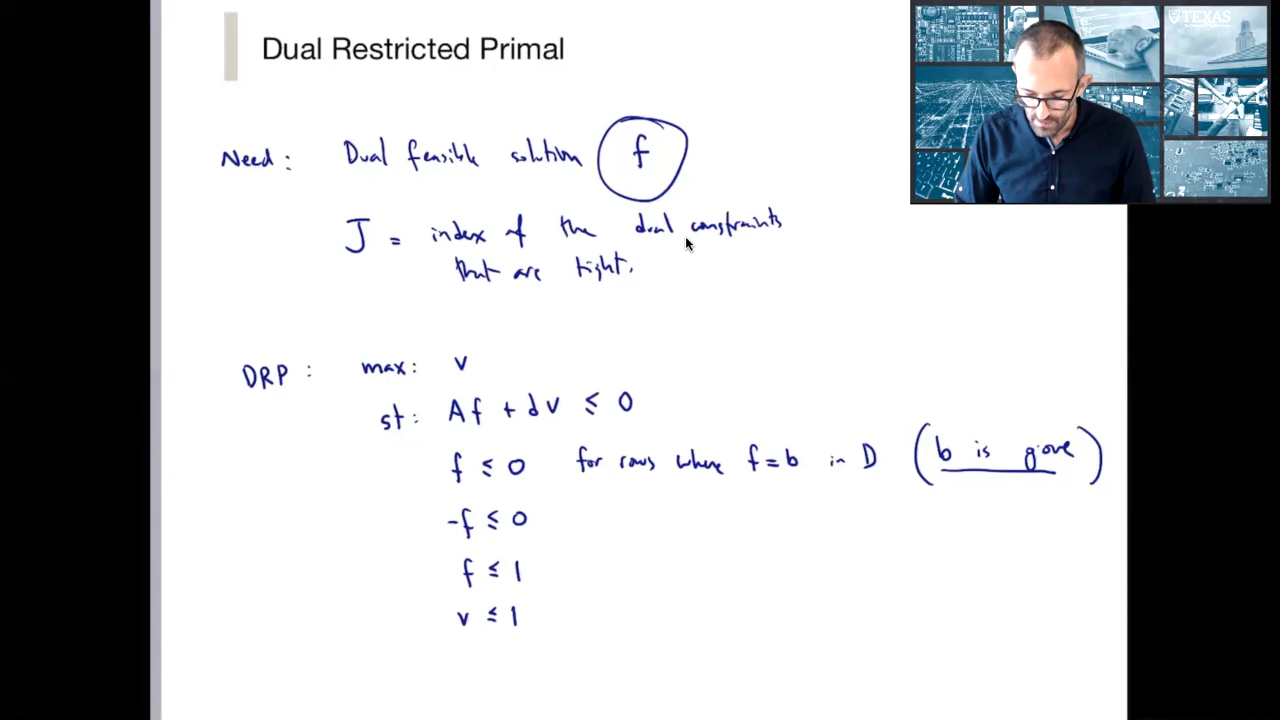 Dual Restricted Primal
TEXAS
Need: Dual feasible solution f
J = index of the dual constraints
that are tight.
DRP: max: v
st: Af + dv ≤ 0
f ≤ 0 for rows where f=b in D (b is gone)
-f ≤ 0
f ≤ 1
v ≤ 1